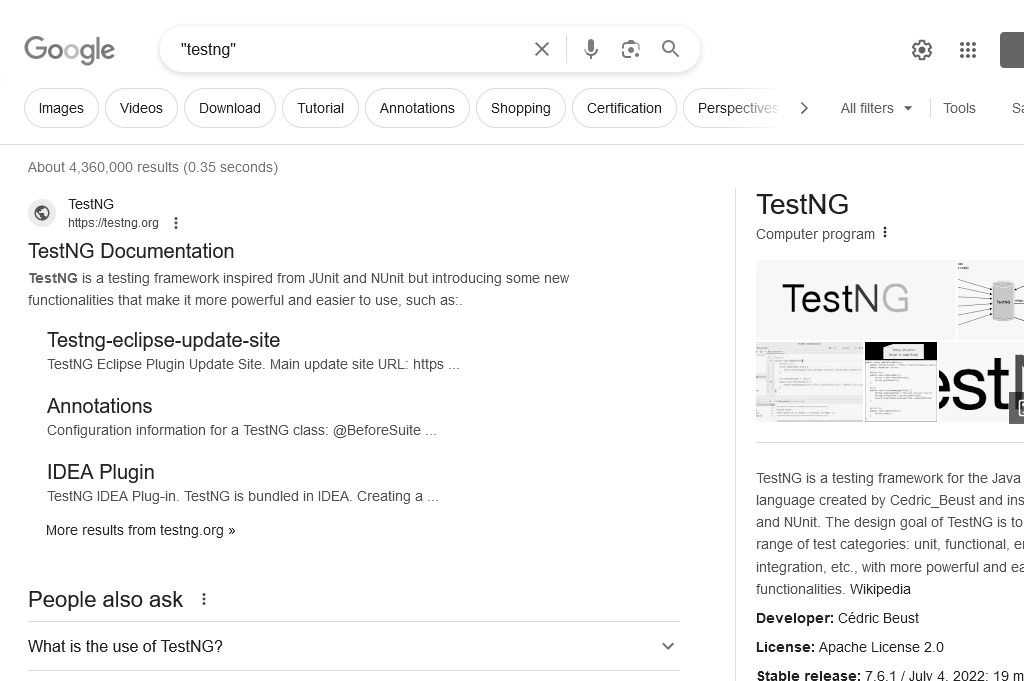 Google
"testng"
Images
Videos
Download
Tutorial
Annotations
Shopping
Certification
Perspectives
All filters
Tools
About 4,360,000 results (0.35 seconds)
TestNG
https://testng.org
TestNG Documentation
TestNG is a testing framework inspired from JUnit and NUnit but introducing some new
functionalities that make it more powerful and easier to use, such as:.
Testng-eclipse-update-site
TestNG Eclipse Plugin Update Site. Main update site URL: https ...
Annotations
Configuration information for a TestNG class: @BeforeSuite ...
IDEA Plugin
TestNG IDEA Plug-in. TestNG is bundled in IDEA. Creating a ...
More results from testng.org »
People also ask
What is the use of TestNG?
TestNG
Computer program
TestNG
TestNG is a testing framework for the Java
language created by Cedric_Beust and ins
and NUnit. The design goal of TestNG is to
range of test categories: unit, functional, e
integration, etc., with more powerful and ea
functionalities. Wikipedia
Developer: Cédric Beust
License: Apache License 2.0
Stable release: 7.6.1 / July 4, 2022; 19 m